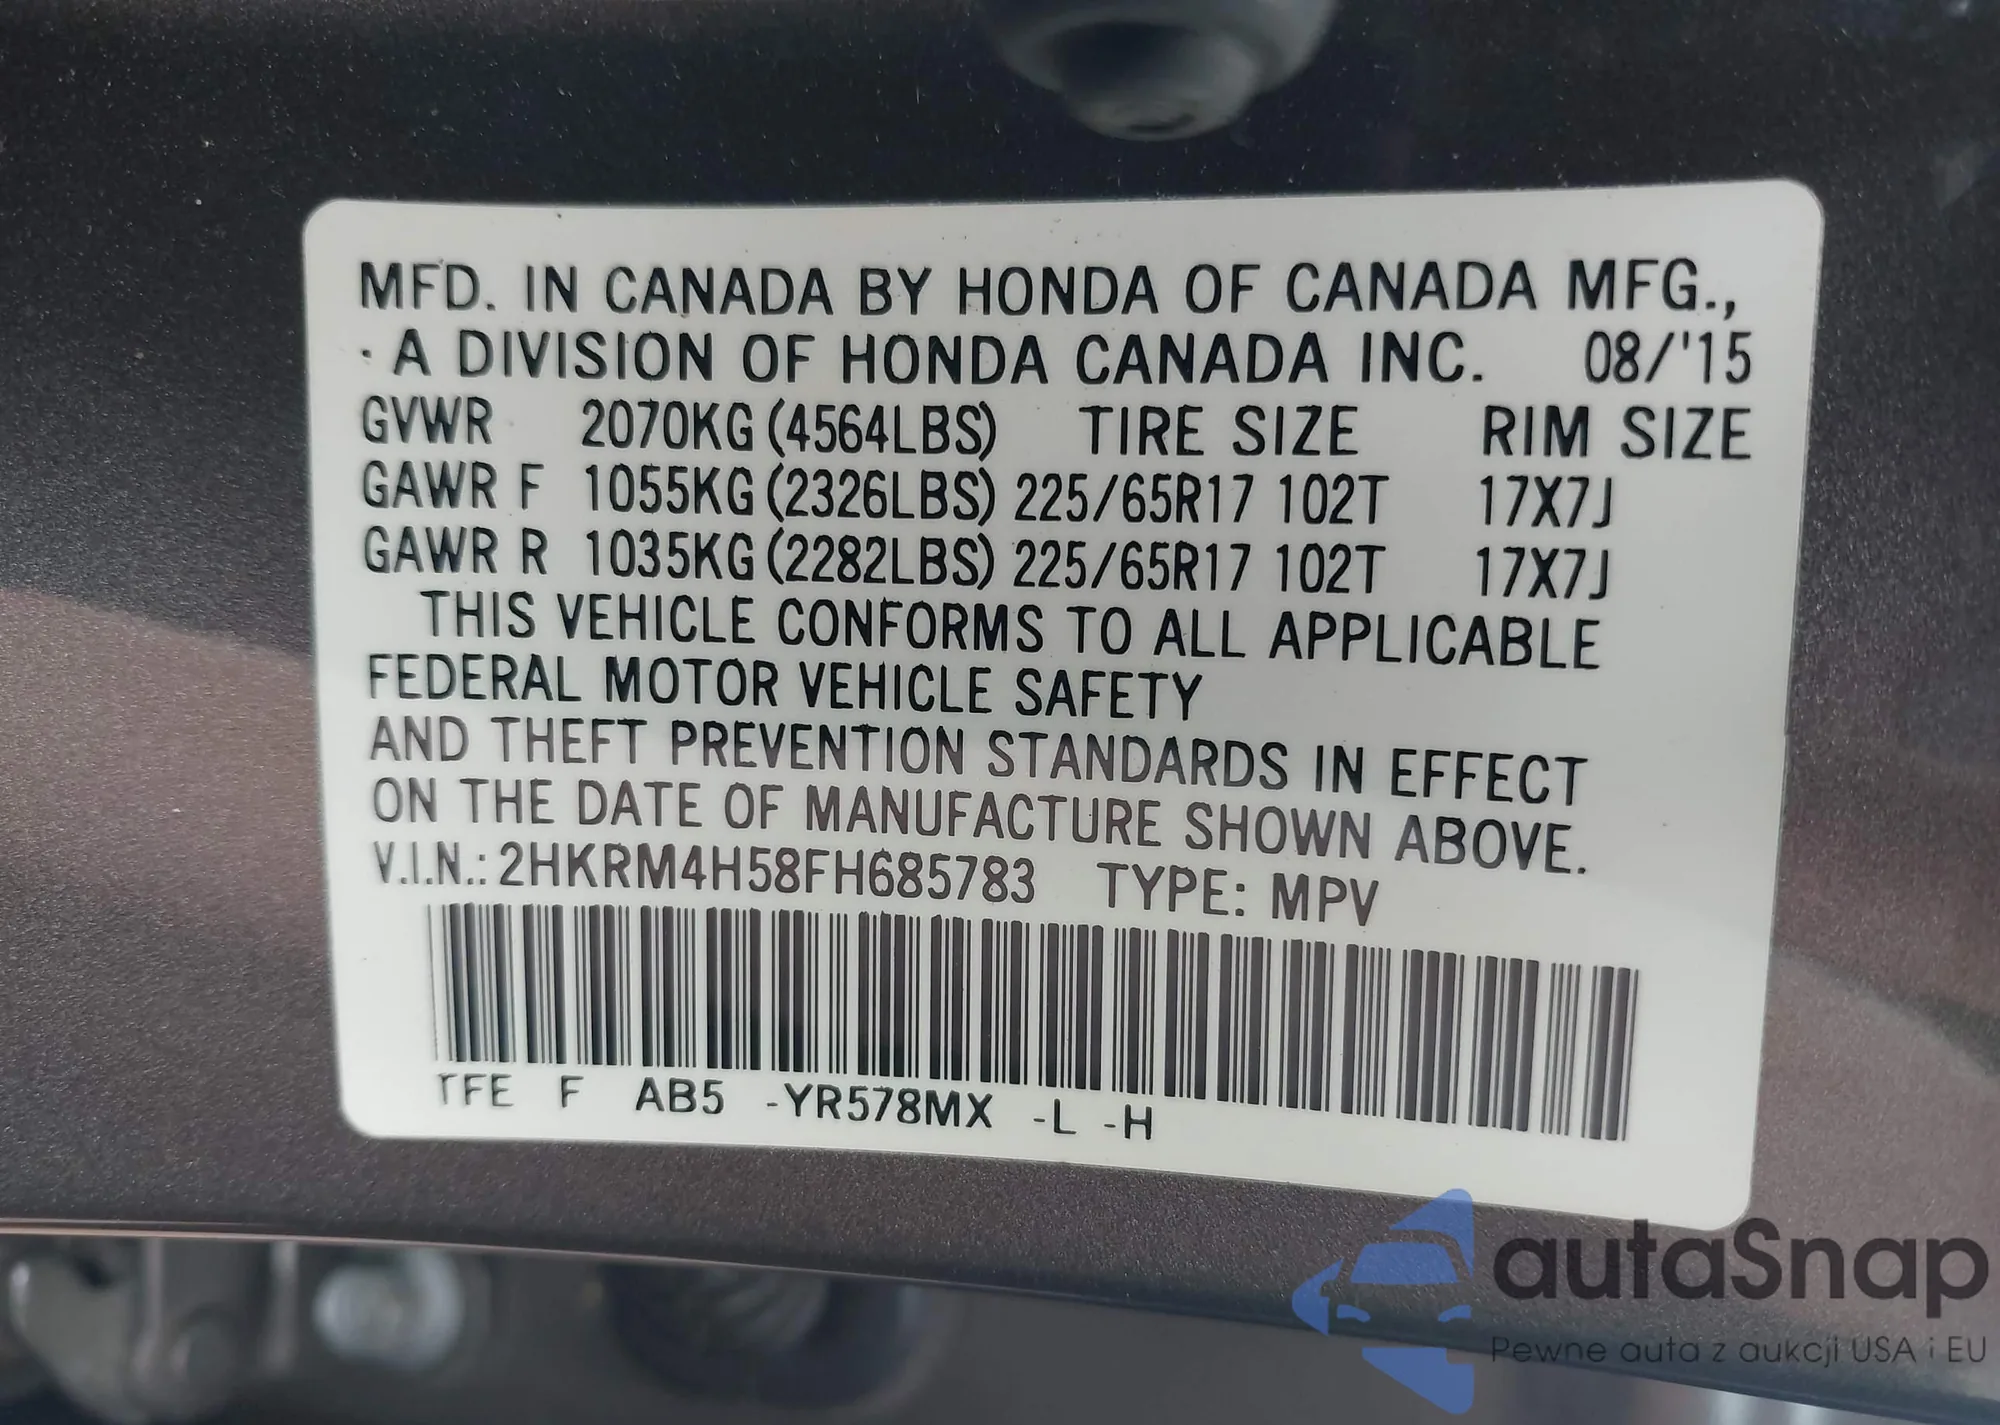 MFD. IN CANADA BY HONDA OF CANADA MFG.,
. A DIVISION OF HONDA CANADA INC. 08/'15
GVWR 2070KG (4564LBS) TIRE SIZE RIM SIZE
GAWR F 1055KG (2326LBS) 225/65R17 102T 17X7J
GAWR R 1035KG (2282LBS) 225/65R17 102T 17X7J
THIS VEHICLE CONFORMS TO ALL APPLICABLE
FEDERAL MOTOR VEHICLE SAFETY
AND THEFT PREVENTION STANDARDS IN EFFECT
ON THE DATE OF MANUFACTURE SHOWN ABOVE.
V.I.N.: 2HKRM4H58FH685783 TYPE: MPV
TFE F AB5 -YR578MX -L -H
autaSnap
Pewne auta z aukcji USA i EU